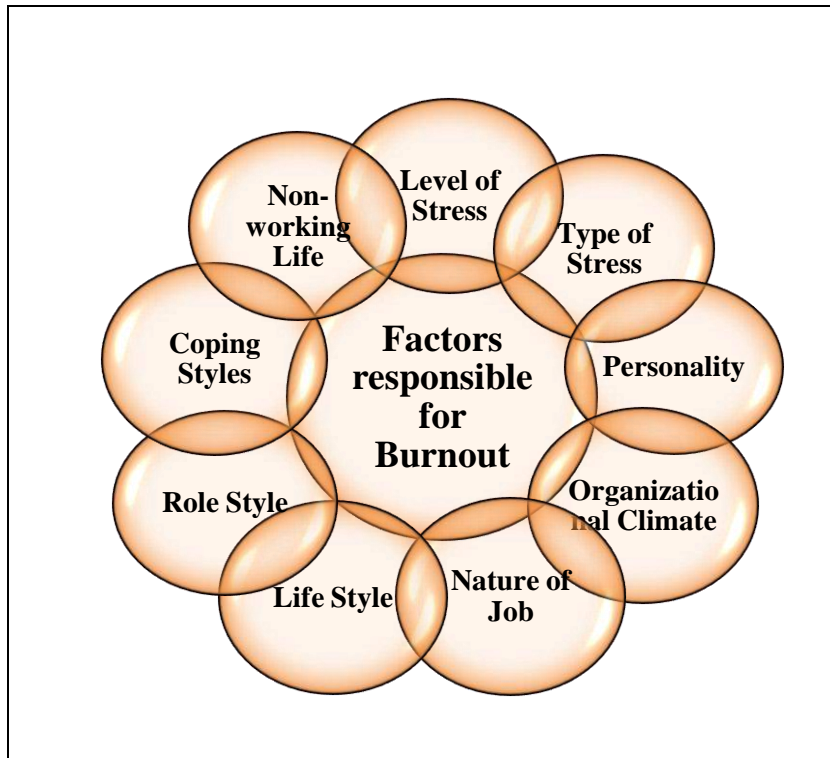 Level of
Stress
Type of
Stress
Personality
Organizatio
nal Climate
Nature of
Job
Life Style
Role Style
Coping
Styles
Non-
working
Life
Factors
responsible
for
Burnout